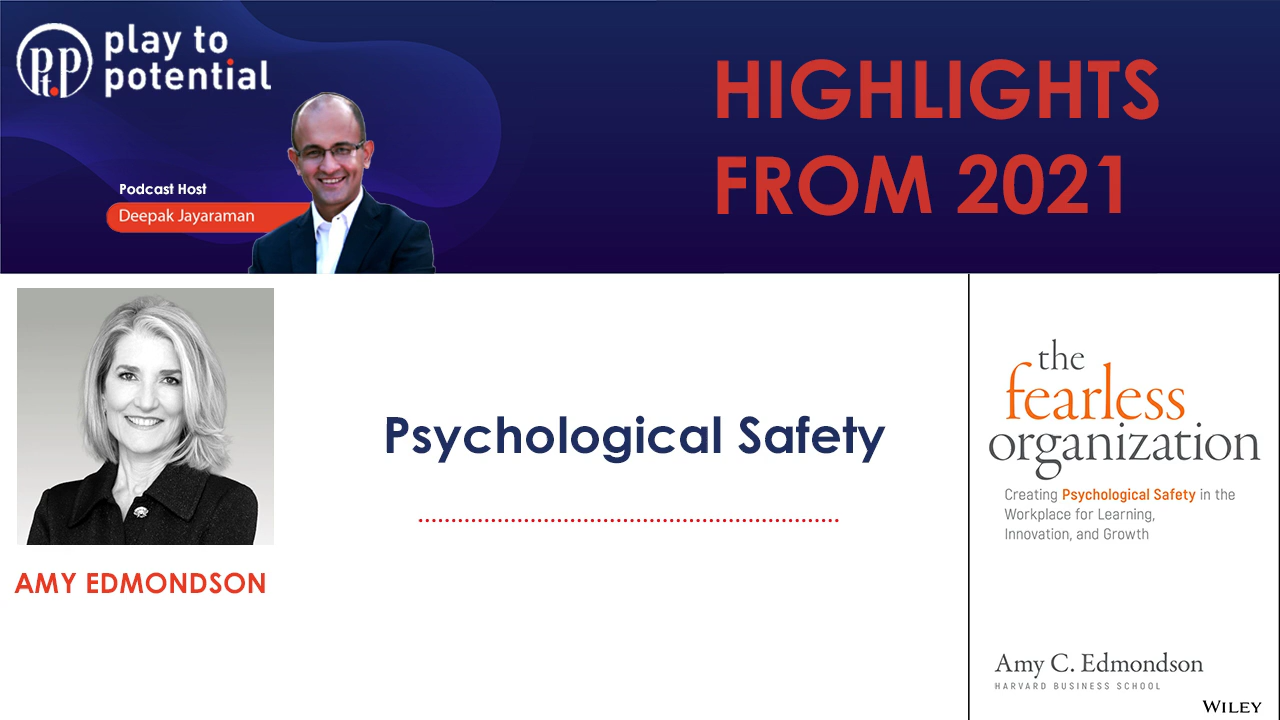 PtP
play to
potential
HIGHLIGHTS
FROM 2021
Podcast Host
Deepak Jayaraman
AMY EDMONDSON
Psychological Safety
the
fearless
organization
Creating Psychological Safety in the
Workplace for Learning,
Innovation, and Growth
Amy C. Edmondson
HARVARD BUSINESS SCHOOL
WILEY